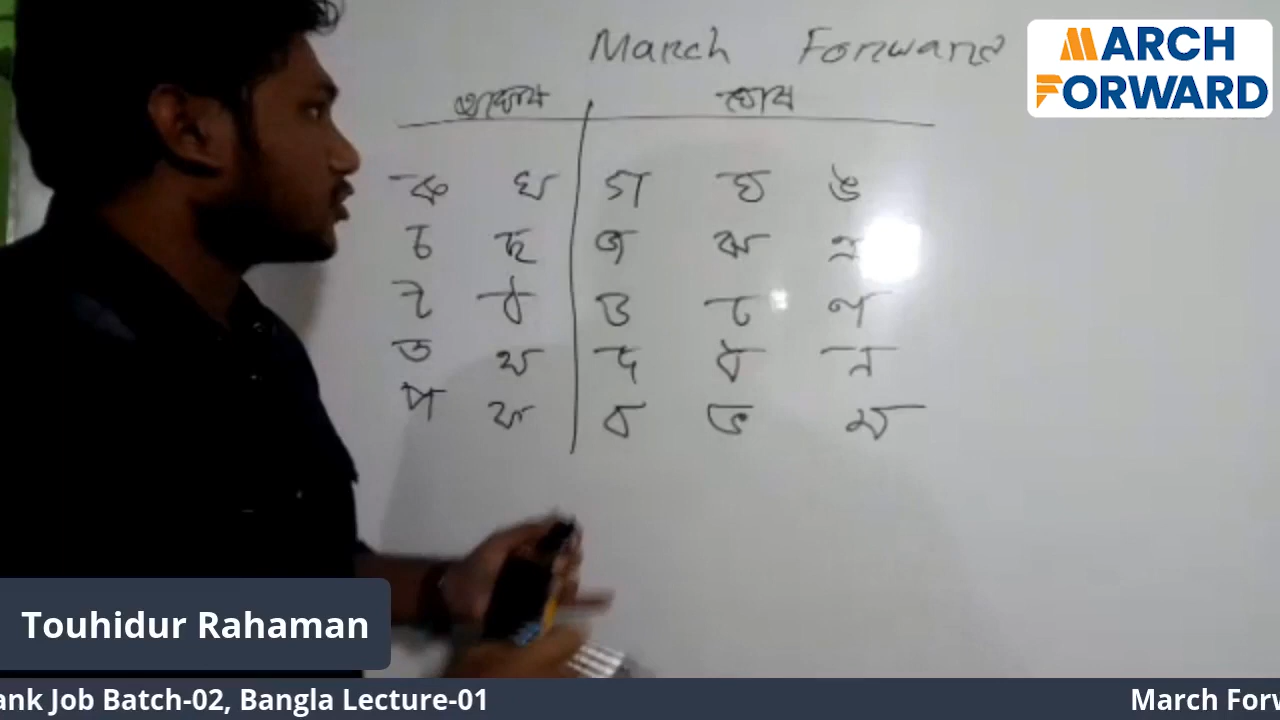 March Forward
MARCH
FORWARD
অঘোষ ঘোষ
ক খ গ ঘ ঙ
চ ছ জ ঝ ঞ
ট ঠ ড ঢ ণ
ত থ দ ধ ন
প ফ ব ভ ম
Touhidur Rahaman
ank Job Batch-02, Bangla Lecture-01 March Forw